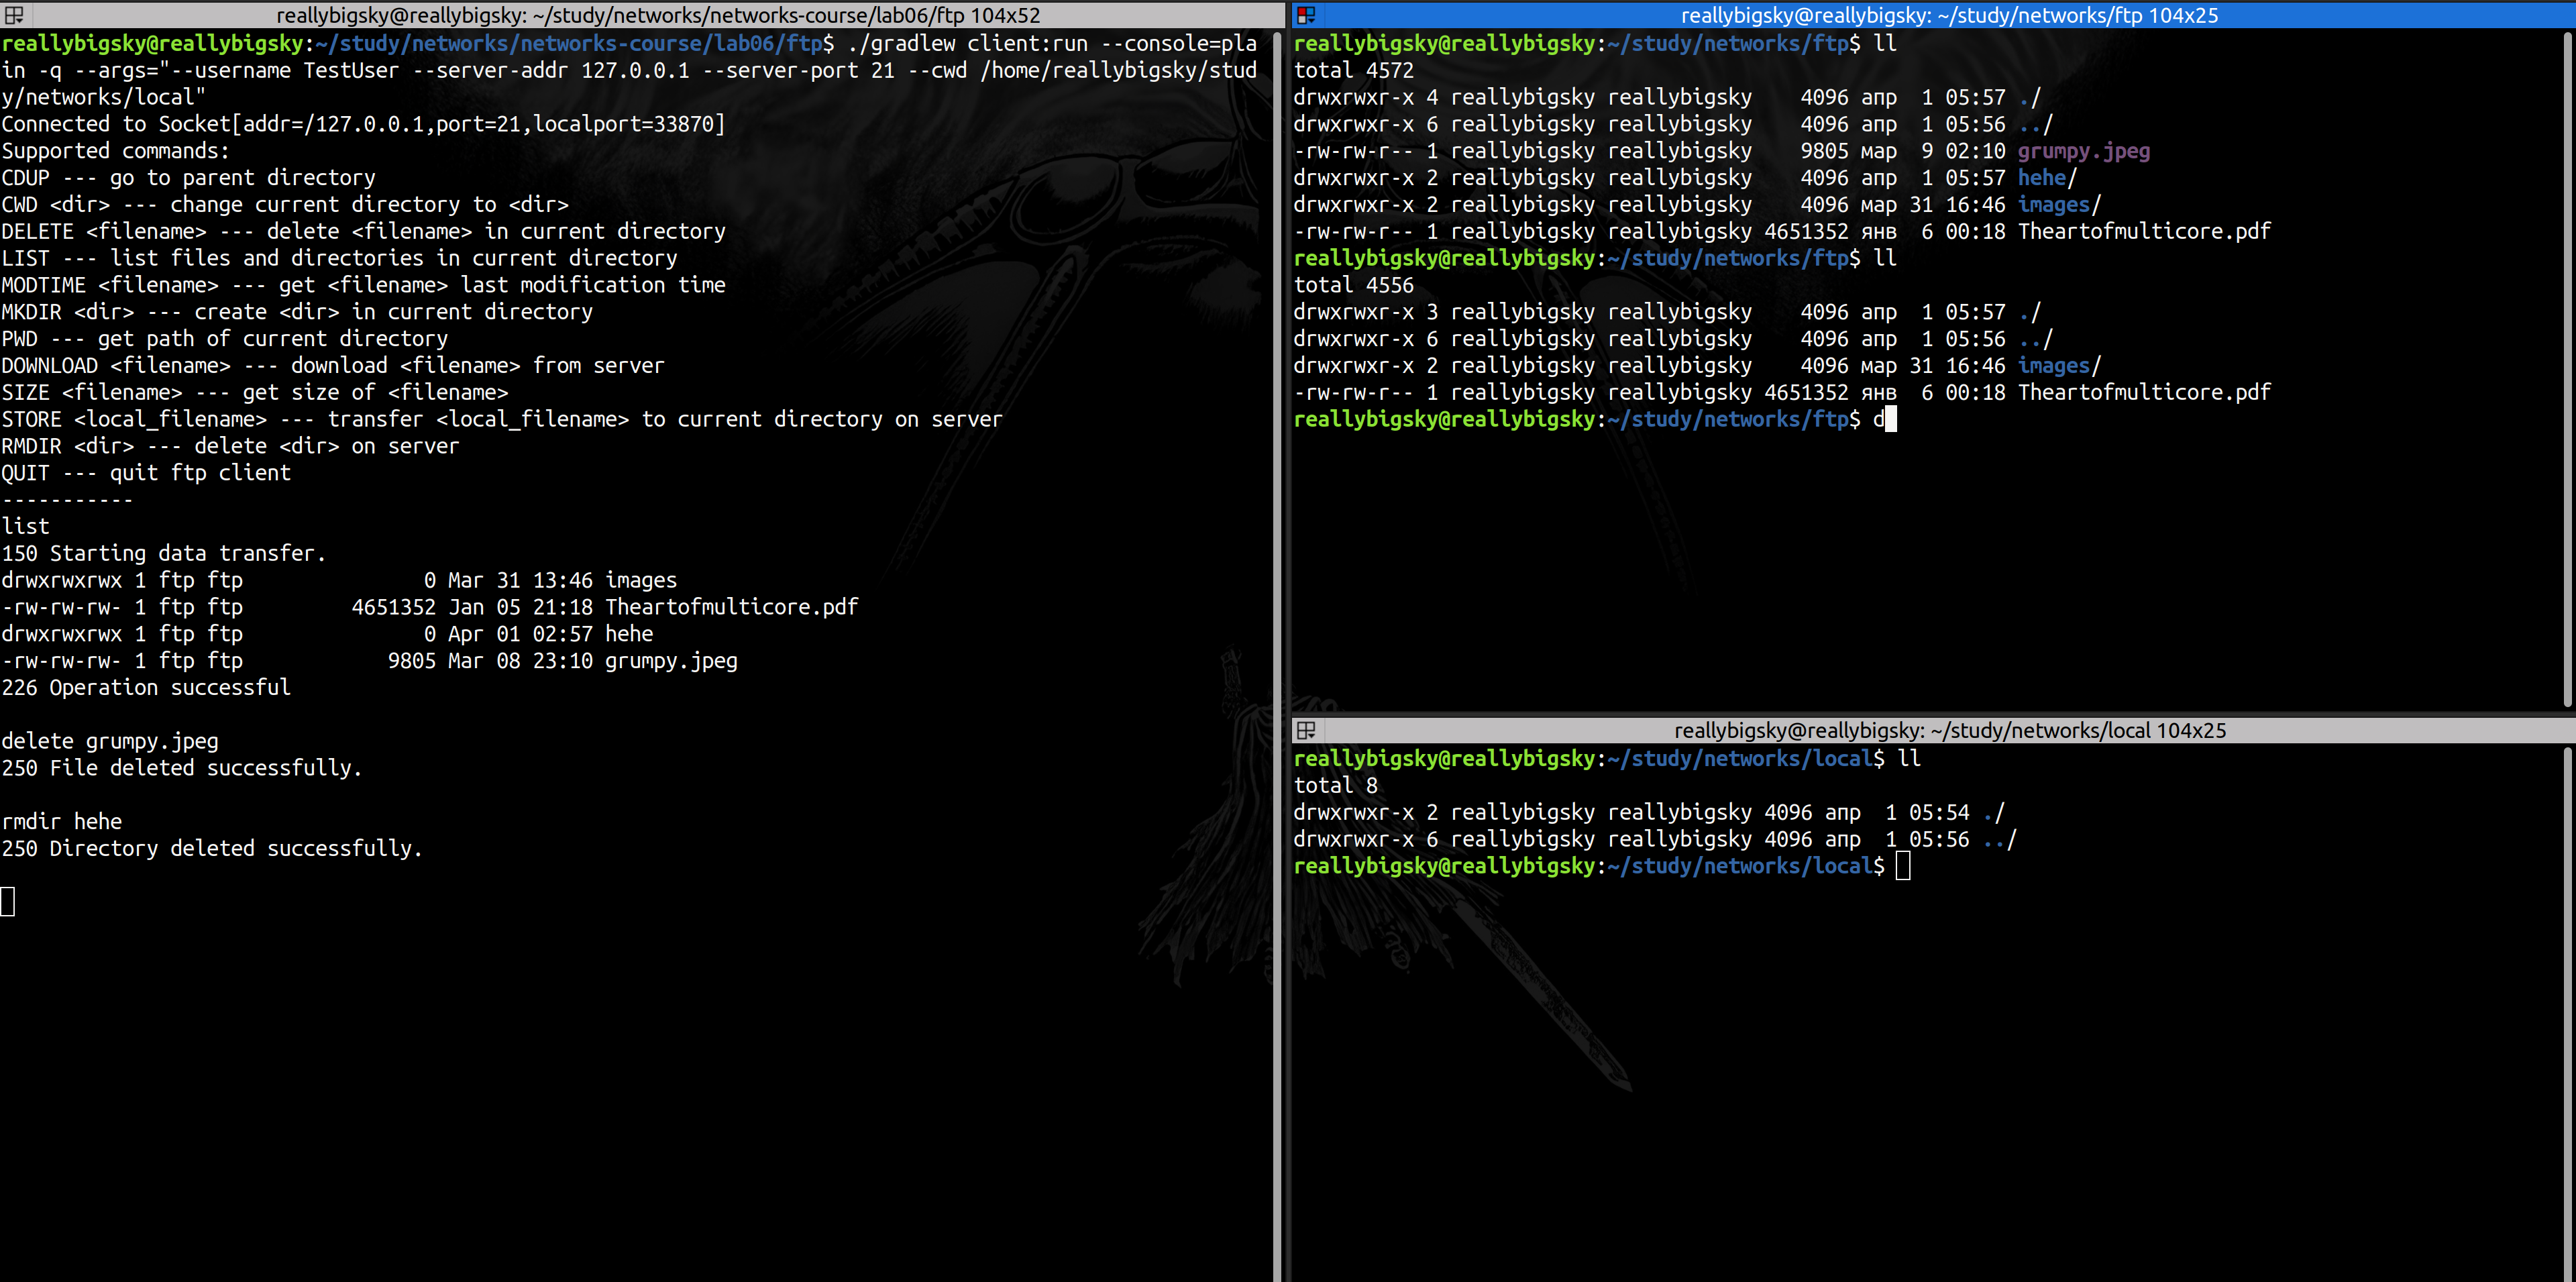 reallybigsky@reallybigsky: ~/study/networks/networks-course/lab06/ftp 104x52
reallybigsky@reallybigsky:~/study/networks/networks-course/lab06/ftp$ ./gradlew client:run --console=pla
in -q --args="--username TestUser --server-addr 127.0.0.1 --server-port 21 --cwd /home/reallybigsky/stud
y/networks/local"
Connected to Socket[addr=/127.0.0.1,port=21,localport=33870]
Supported commands:
CDUP --- go to parent directory
CWD <dir> --- change current directory to <dir>
DELETE <filename> --- delete <filename> in current directory
LIST --- list files and directories in current directory
MODTIME <filename> --- get <filename> last modification time
MKDIR <dir> --- create <dir> in current directory
PWD --- get path of current directory
DOWNLOAD <filename> --- download <filename> from server
SIZE <filename> --- get size of <filename>
STORE <local_filename> --- transfer <local_filename> to current directory on server
RMDIR <dir> --- delete <dir> on server
QUIT --- quit ftp client
-----------
list
150 Starting data transfer.
drwxrwxrwx 1 ftp ftp               0 Mar 31 13:46 images
-rw-rw-rw- 1 ftp ftp         4651352 Jan 05 21:18 Theartofmulticore.pdf
drwxrwxrwx 1 ftp ftp               0 Apr 01 02:57 hehe
-rw-rw-rw- 1 ftp ftp            9805 Mar 08 23:10 grumpy.jpeg
226 Operation successful
delete grumpy.jpeg
250 File deleted successfully.
rmdir hehe
250 Directory deleted successfully.
reallybigsky@reallybigsky: ~/study/networks/ftp 104x25
reallybigsky@reallybigsky:~/study/networks/ftp$ ll
total 4572
drwxrwxr-x 4 reallybigsky reallybigsky    4096 апр  1 05:57 ./
drwxrwxr-x 6 reallybigsky reallybigsky    4096 апр  1 05:56 ../
-rw-rw-r-- 1 reallybigsky reallybigsky    9805 мар  9 02:10 grumpy.jpeg
drwxrwxr-x 2 reallybigsky reallybigsky    4096 апр  1 05:57 hehe/
drwxrwxr-x 2 reallybigsky reallybigsky    4096 мар 31 16:46 images/
-rw-rw-r-- 1 reallybigsky reallybigsky 4651352 янв  6 00:18 Theartofmulticore.pdf
reallybigsky@reallybigsky:~/study/networks/ftp$ ll
total 4556
drwxrwxr-x 3 reallybigsky reallybigsky    4096 апр  1 05:57 ./
drwxrwxr-x 6 reallybigsky reallybigsky    4096 апр  1 05:56 ../
drwxrwxr-x 2 reallybigsky reallybigsky    4096 мар 31 16:46 images/
-rw-rw-r-- 1 reallybigsky reallybigsky 4651352 янв  6 00:18 Theartofmulticore.pdf
reallybigsky@reallybigsky:~/study/networks/ftp$ d
reallybigsky@reallybigsky: ~/study/networks/local 104x25
reallybigsky@reallybigsky:~/study/networks/local$ ll
total 8
drwxrwxr-x 2 reallybigsky reallybigsky 4096 апр  1 05:54 ./
drwxrwxr-x 6 reallybigsky reallybigsky 4096 апр  1 05:56 ../
reallybigsky@reallybigsky:~/study/networks/local$